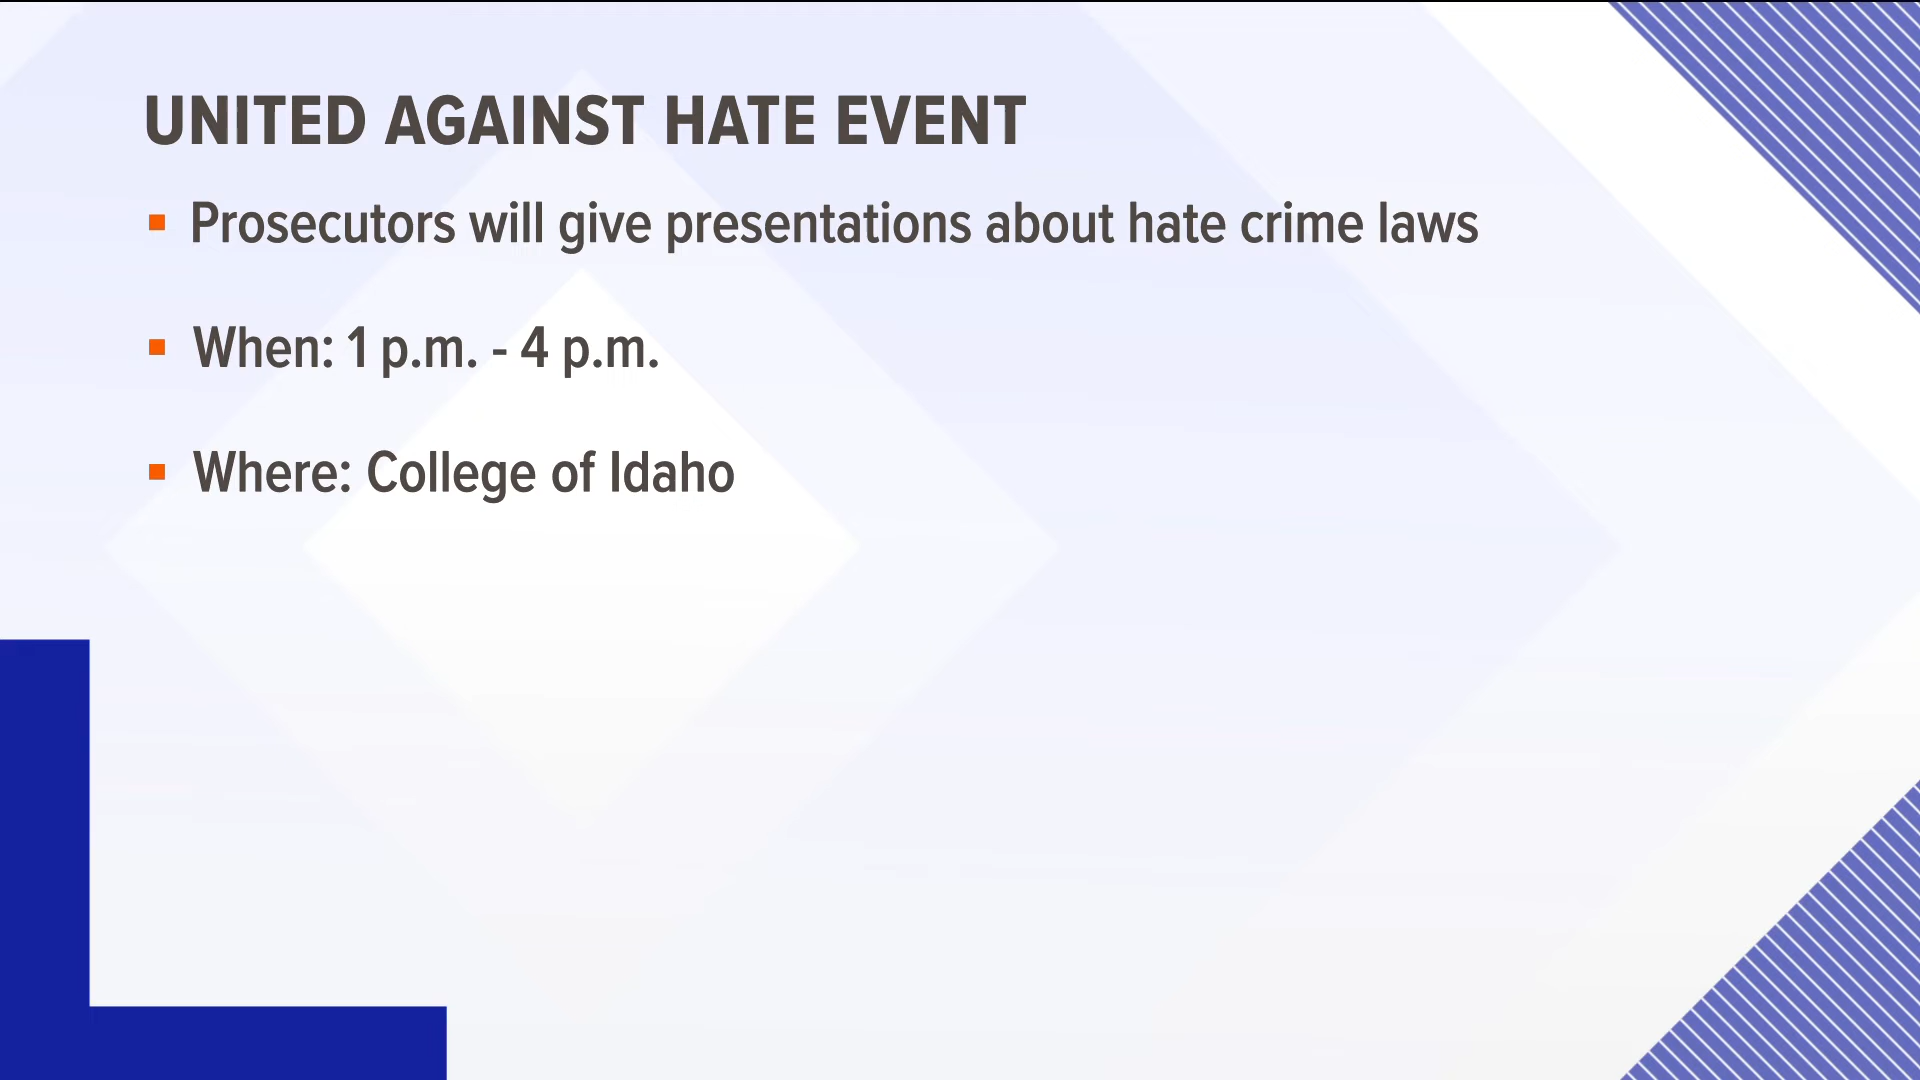 UNITED AGAINST HATE EVENT
Prosecutors will give presentations about hate crime laws
When: 1 p.m. - 4 p.m.
Where: College of Idaho